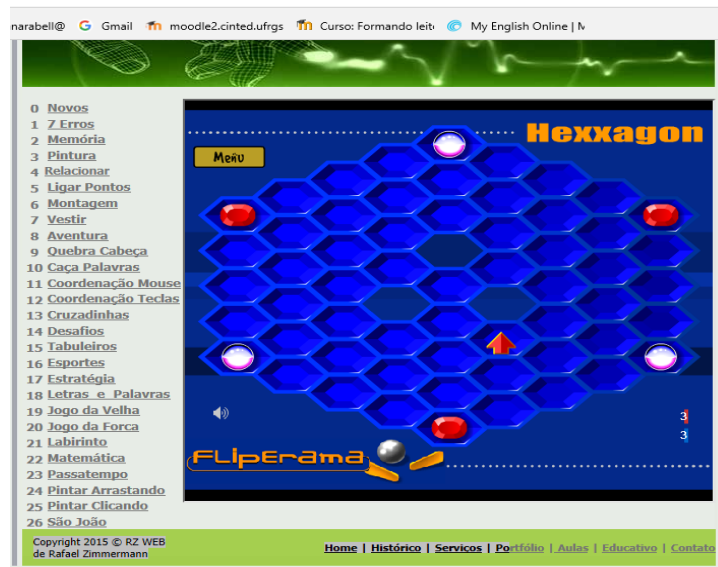 narabell@ G Gmail moodle2.cinted.ufrgs Curso: Formando leit My English Online | M
0 Novos
1 7 Erros
2 Memória
3 Pintura
4 Relacionar
5 Ligar Pontos
6 Montagem
7 Vestir
8 Aventura
9 Quebra Cabeça
10 Caça Palavras
11 Coordenação Mouse
12 Coordenação Teclas
13 Cruzadinhas
14 Desafios
15 Tabuleiros
16 Esportes
17 Estratégia
18 Letras e Palavras
19 Jogo da Velha
20 Jogo da Forca
21 Labirinto
22 Matemática
23 Passatempo
24 Pintar Arrastando
25 Pintar Clicando
26 São João
Hexxagon
Menu
3
3
FLiPErama
Copyright 2015 © RZ WEB
de Rafael Zimmermann
Home | Histórico | Serviços | Portfólio | Aulas | Educativo | Contato